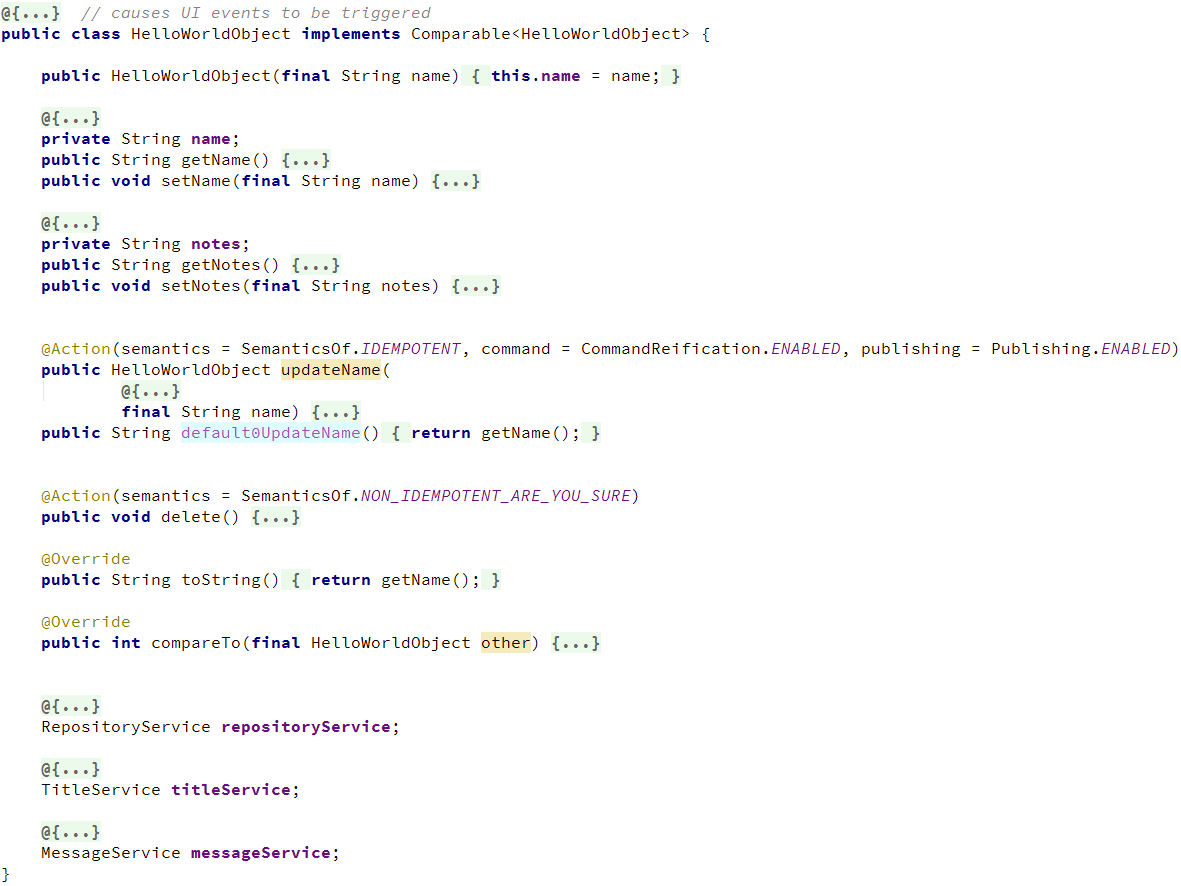 @{...}  // causes UI events to be triggered
public class HelloWorldObject implements Comparable<HelloWorldObject> {
public HelloWorldObject(final String name) { this.name = name; }
@{...}
private String name;
public String getName() {...}
public void setName(final String name) {...}
@{...}
private String notes;
public String getNotes() {...}
public void setNotes(final String notes) {...}
@Action(semantics = SemanticsOf.IDEMPOTENT, command = CommandReification.ENABLED, publishing = Publishing.ENABLED)
public HelloWorldObject updateName(
@{...}
final String name) {...}
public String default0UpdateName() { return getName(); }
@Action(semantics = SemanticsOf.NON_IDEMPOTENT_ARE_YOU_SURE)
public void delete() {...}
@Override
public String toString() { return getName(); }
@Override
public int compareTo(final HelloWorldObject other) {...}
@{...}
RepositoryService repositoryService;
@{...}
TitleService titleService;
@{...}
MessageService messageService;
}